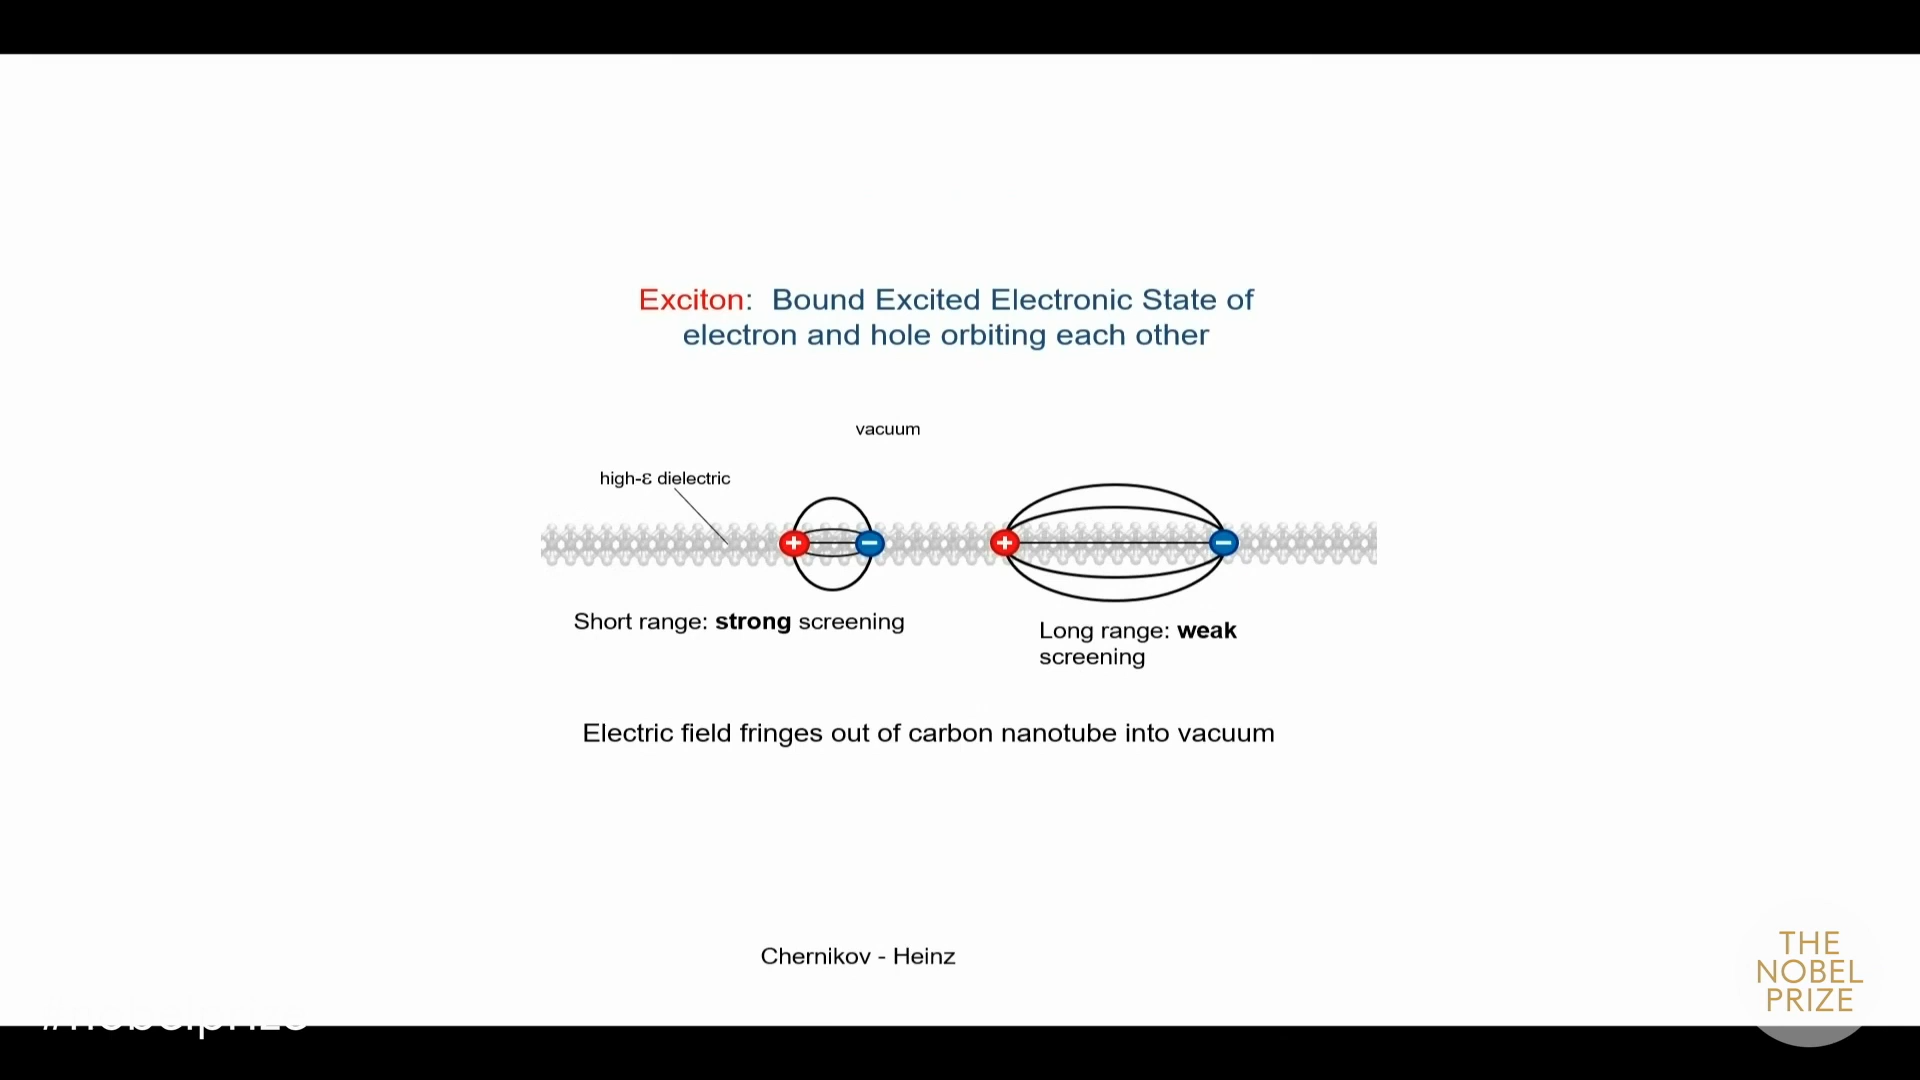 Exciton: Bound Excited Electronic State of
electron and hole orbiting each other
vacuum
high-ε dielectric
+
−
+
−
Short range: strong screening
Long range: weak
screening
Electric field fringes out of carbon nanotube into vacuum
Chernikov - Heinz
THE
NOBEL
PRIZE
#nobelprize